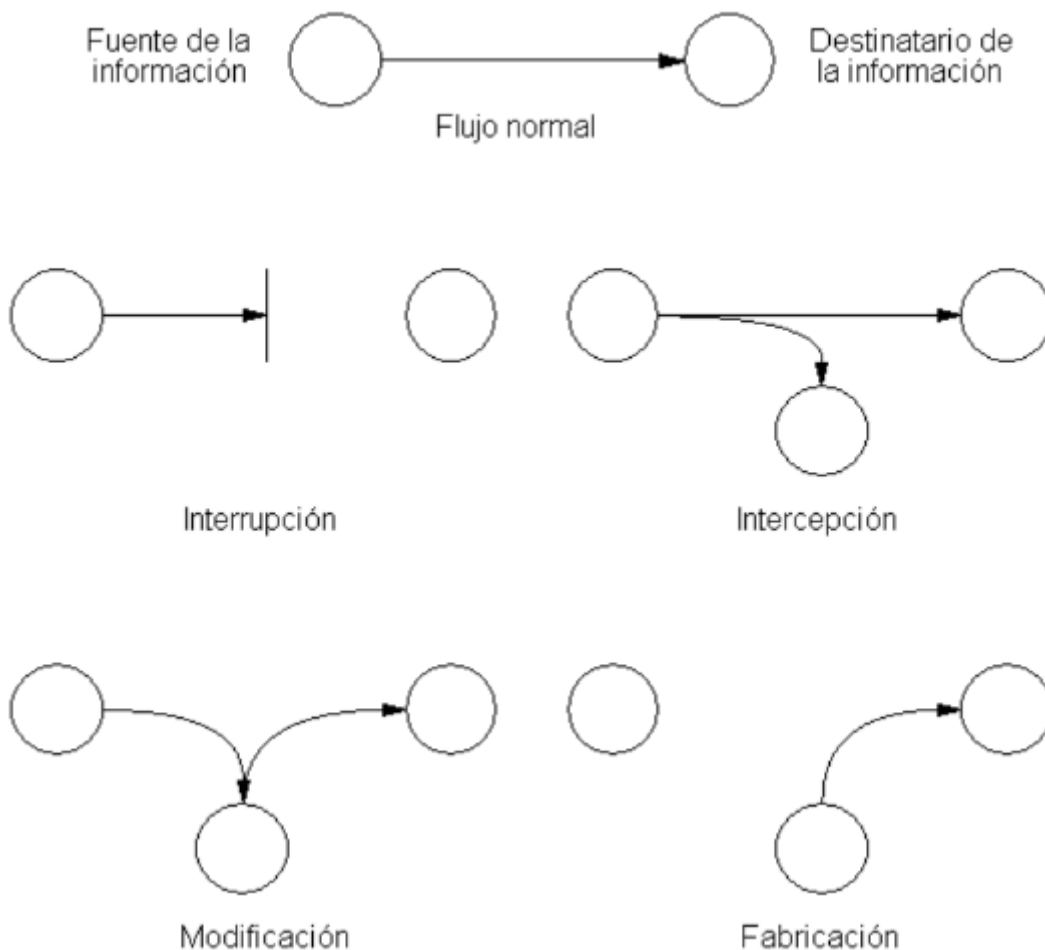 Fuente de la
información
Destinatario de
la información
Flujo normal
Interrupción
Intercepción
Modificación
Fabricación